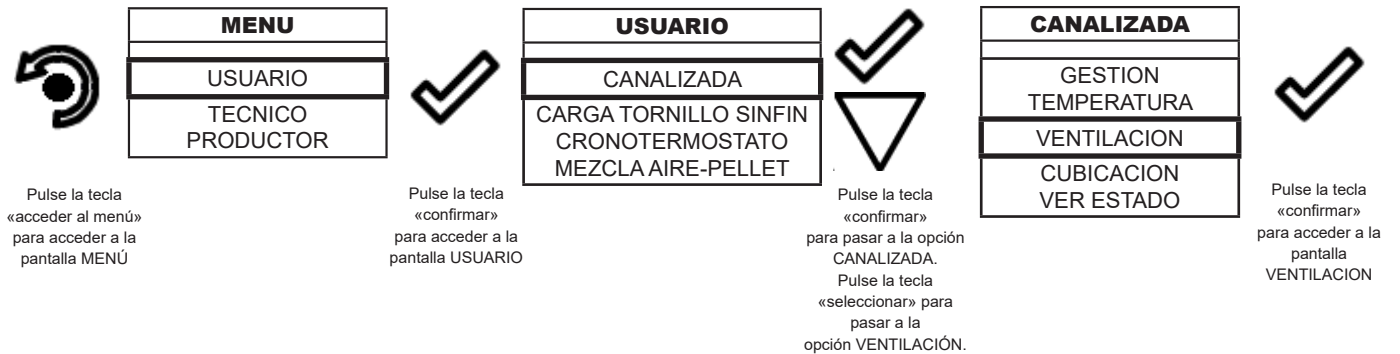 MENU
USUARIO
TECNICO
PRODUCTOR
Pulse la tecla
«acceder al menú»
para acceder a la
pantalla MENÚ
Pulse la tecla
«confirmar»
para acceder a la
pantalla USUARIO
USUARIO
CANALIZADA
CARGA TORNILLO SINFIN
CRONOTERMOSTATO
MEZCLA AIRE-PELLET
Pulse la tecla
«confirmar»
para pasar a la opción
CANALIZADA.
Pulse la tecla
«seleccionar» para
pasar a la
opción VENTILACIÓN.
CANALIZADA
GESTION
TEMPERATURA
VENTILACION
CUBICACION
VER ESTADO
Pulse la tecla
«confirmar»
para acceder a la
pantalla
VENTILACION